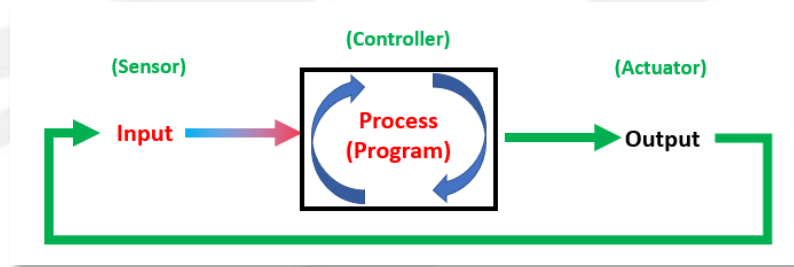 (Controller)
(Sensor)
(Actuator)
Input
Process
(Program)
Output